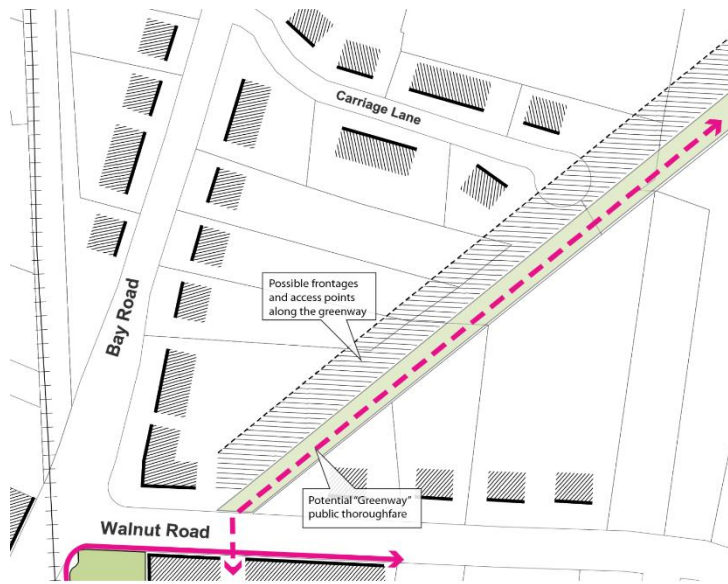 Carriage Lane
Possible frontages
and access points
along the greenway
Bay Road
Potential “Greenway”
public thoroughfare
Walnut Road